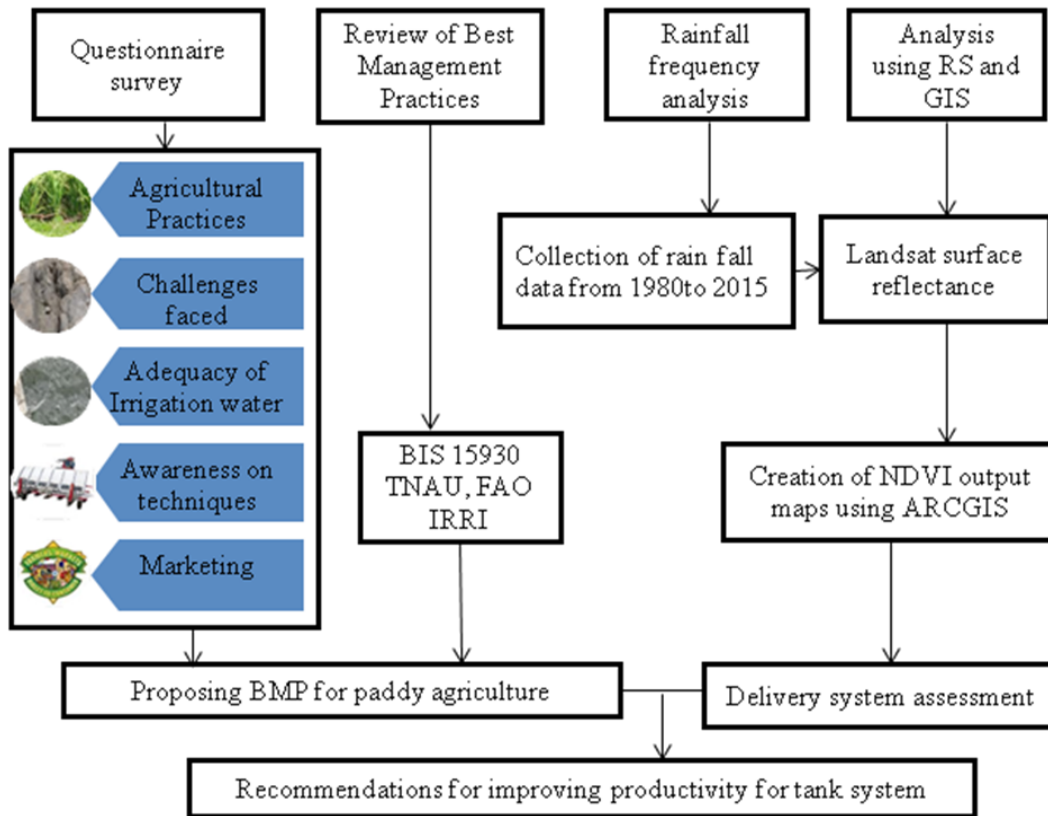 Questionnaire
survey
Review of Best
Management
Practices
Rainfall
frequency
analysis
Analysis
using RS and
GIS
Agricultural
Practices
Challenges
faced
Adequacy of
Irrigation water
Awareness on
techniques
Marketing
Collection of rain fall
data from 1980to 2015
Landsat surface
reflectance
BIS 15930
TNAU, FAO
IRRI
Creation of NDVI output
maps using ARCGIS
Proposing BMP for paddy agriculture
Delivery system assessment
Recommendations for improving productivity for tank system